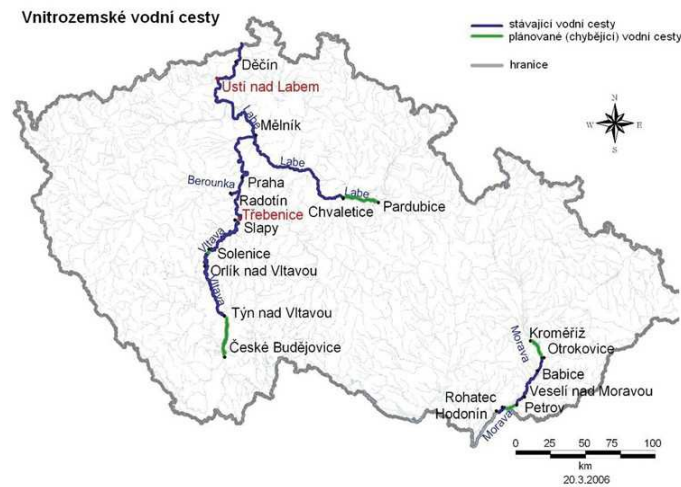 Vnitrozemské vodní cesty
stávající vodní cesty
plánované (chybějící) vodní cesty
hranice
Děčín
Ustí nad Labem
Labe
Mělník
N
W E
S
Labe
Berounka
Praha
Labe
Radotín
Chvaletice
Pardubice
Třebenice
Slapy
Vltava
Solenice
Orlík nad Vltavou
Vltava
Týn nad Vltavou
České Budějovice
Kroměříž
Morava
Otrokovice
Babice
Veselí nad Moravou
Rohatec
Petrov
Hodonín
Morava
0 25 50 75 100
km
20.3.2006